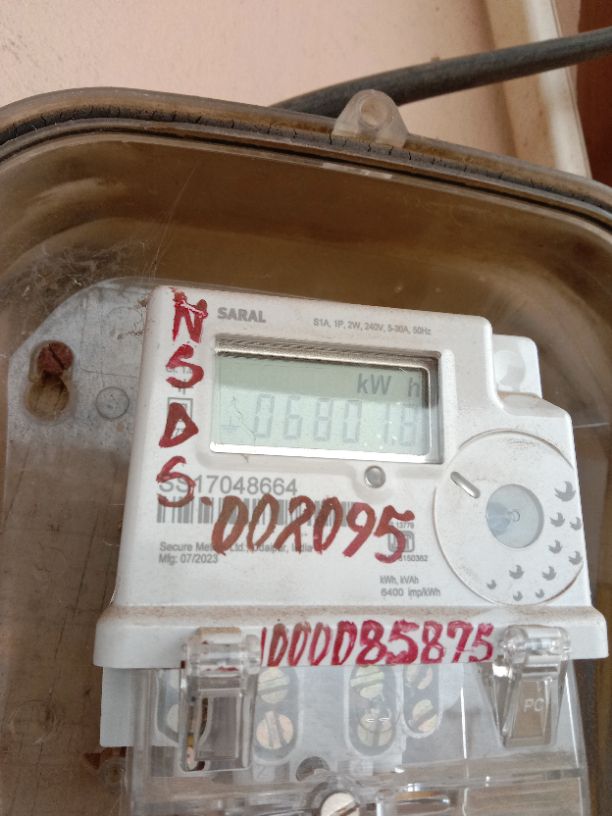 SARAL
S1A, 1P, 2W, 240V, 5-30A, 50Hz
N
S
D
S.
kW h
06801.8
SS17048664
002095
Secure Meters Ltd., Udaipur, India
Mfg: 07/2023
kWh, kVAh
6400 imp/kWh
1000085875
PC